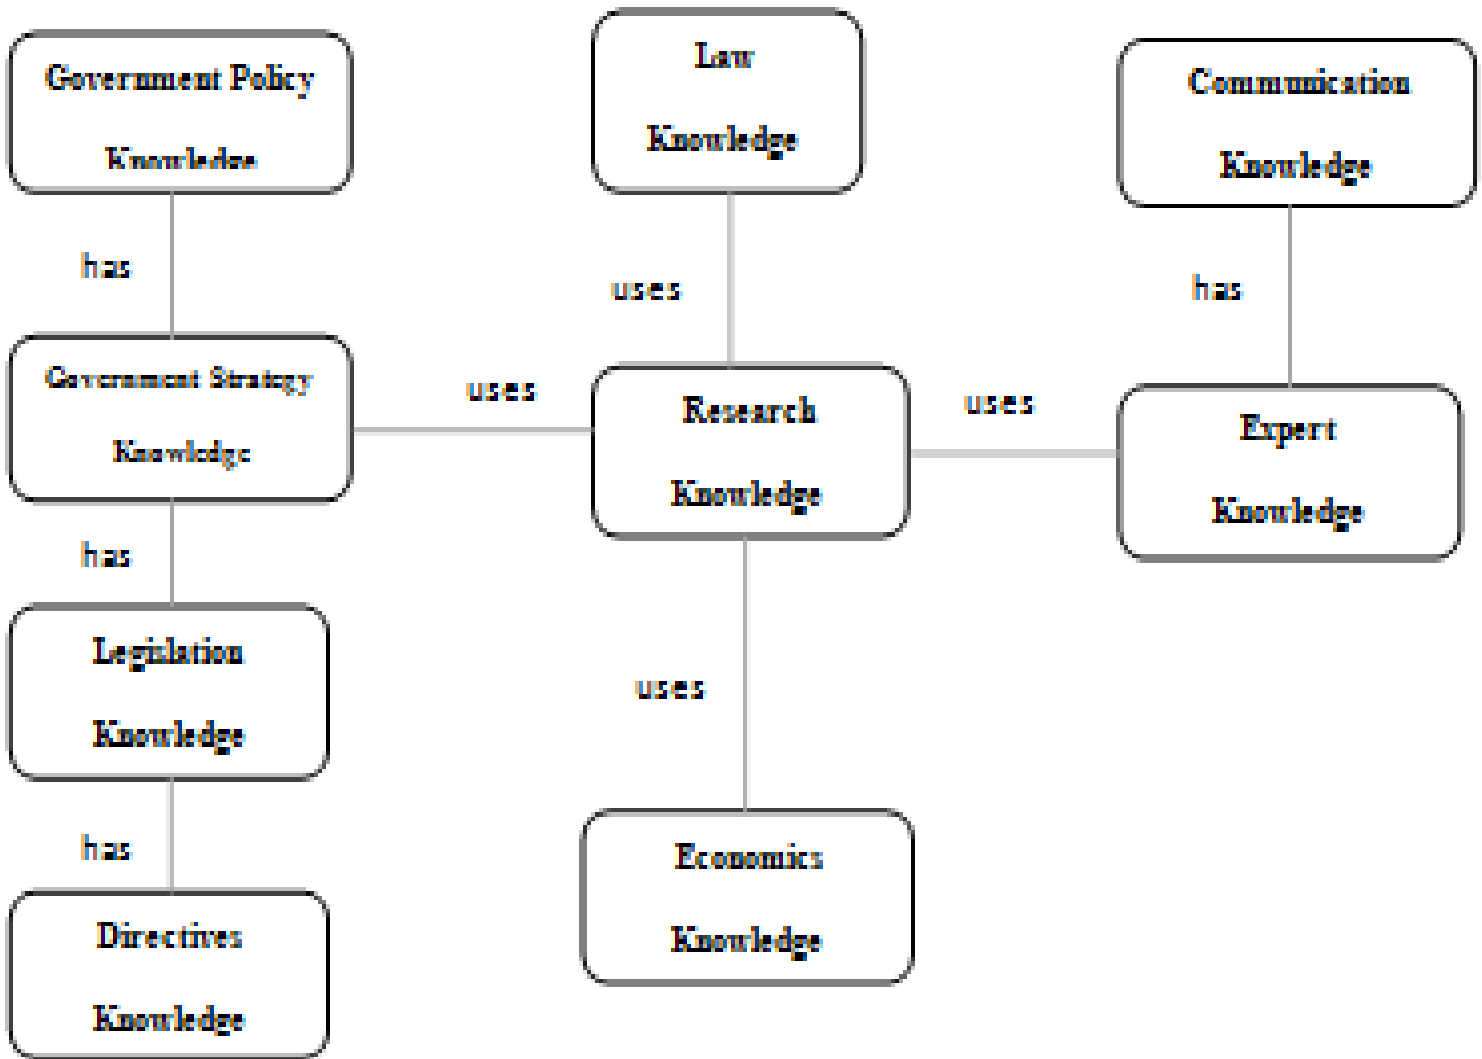 Government Policy
Knowledge
Law
Knowledge
Communication
Knowledge
has
uses
has
Government Strategy
Knowledge
uses
Research
Knowledge
uses
Expert
Knowledge
has
Legislation
Knowledge
uses
has
Economics
Knowledge
Directives
Knowledge